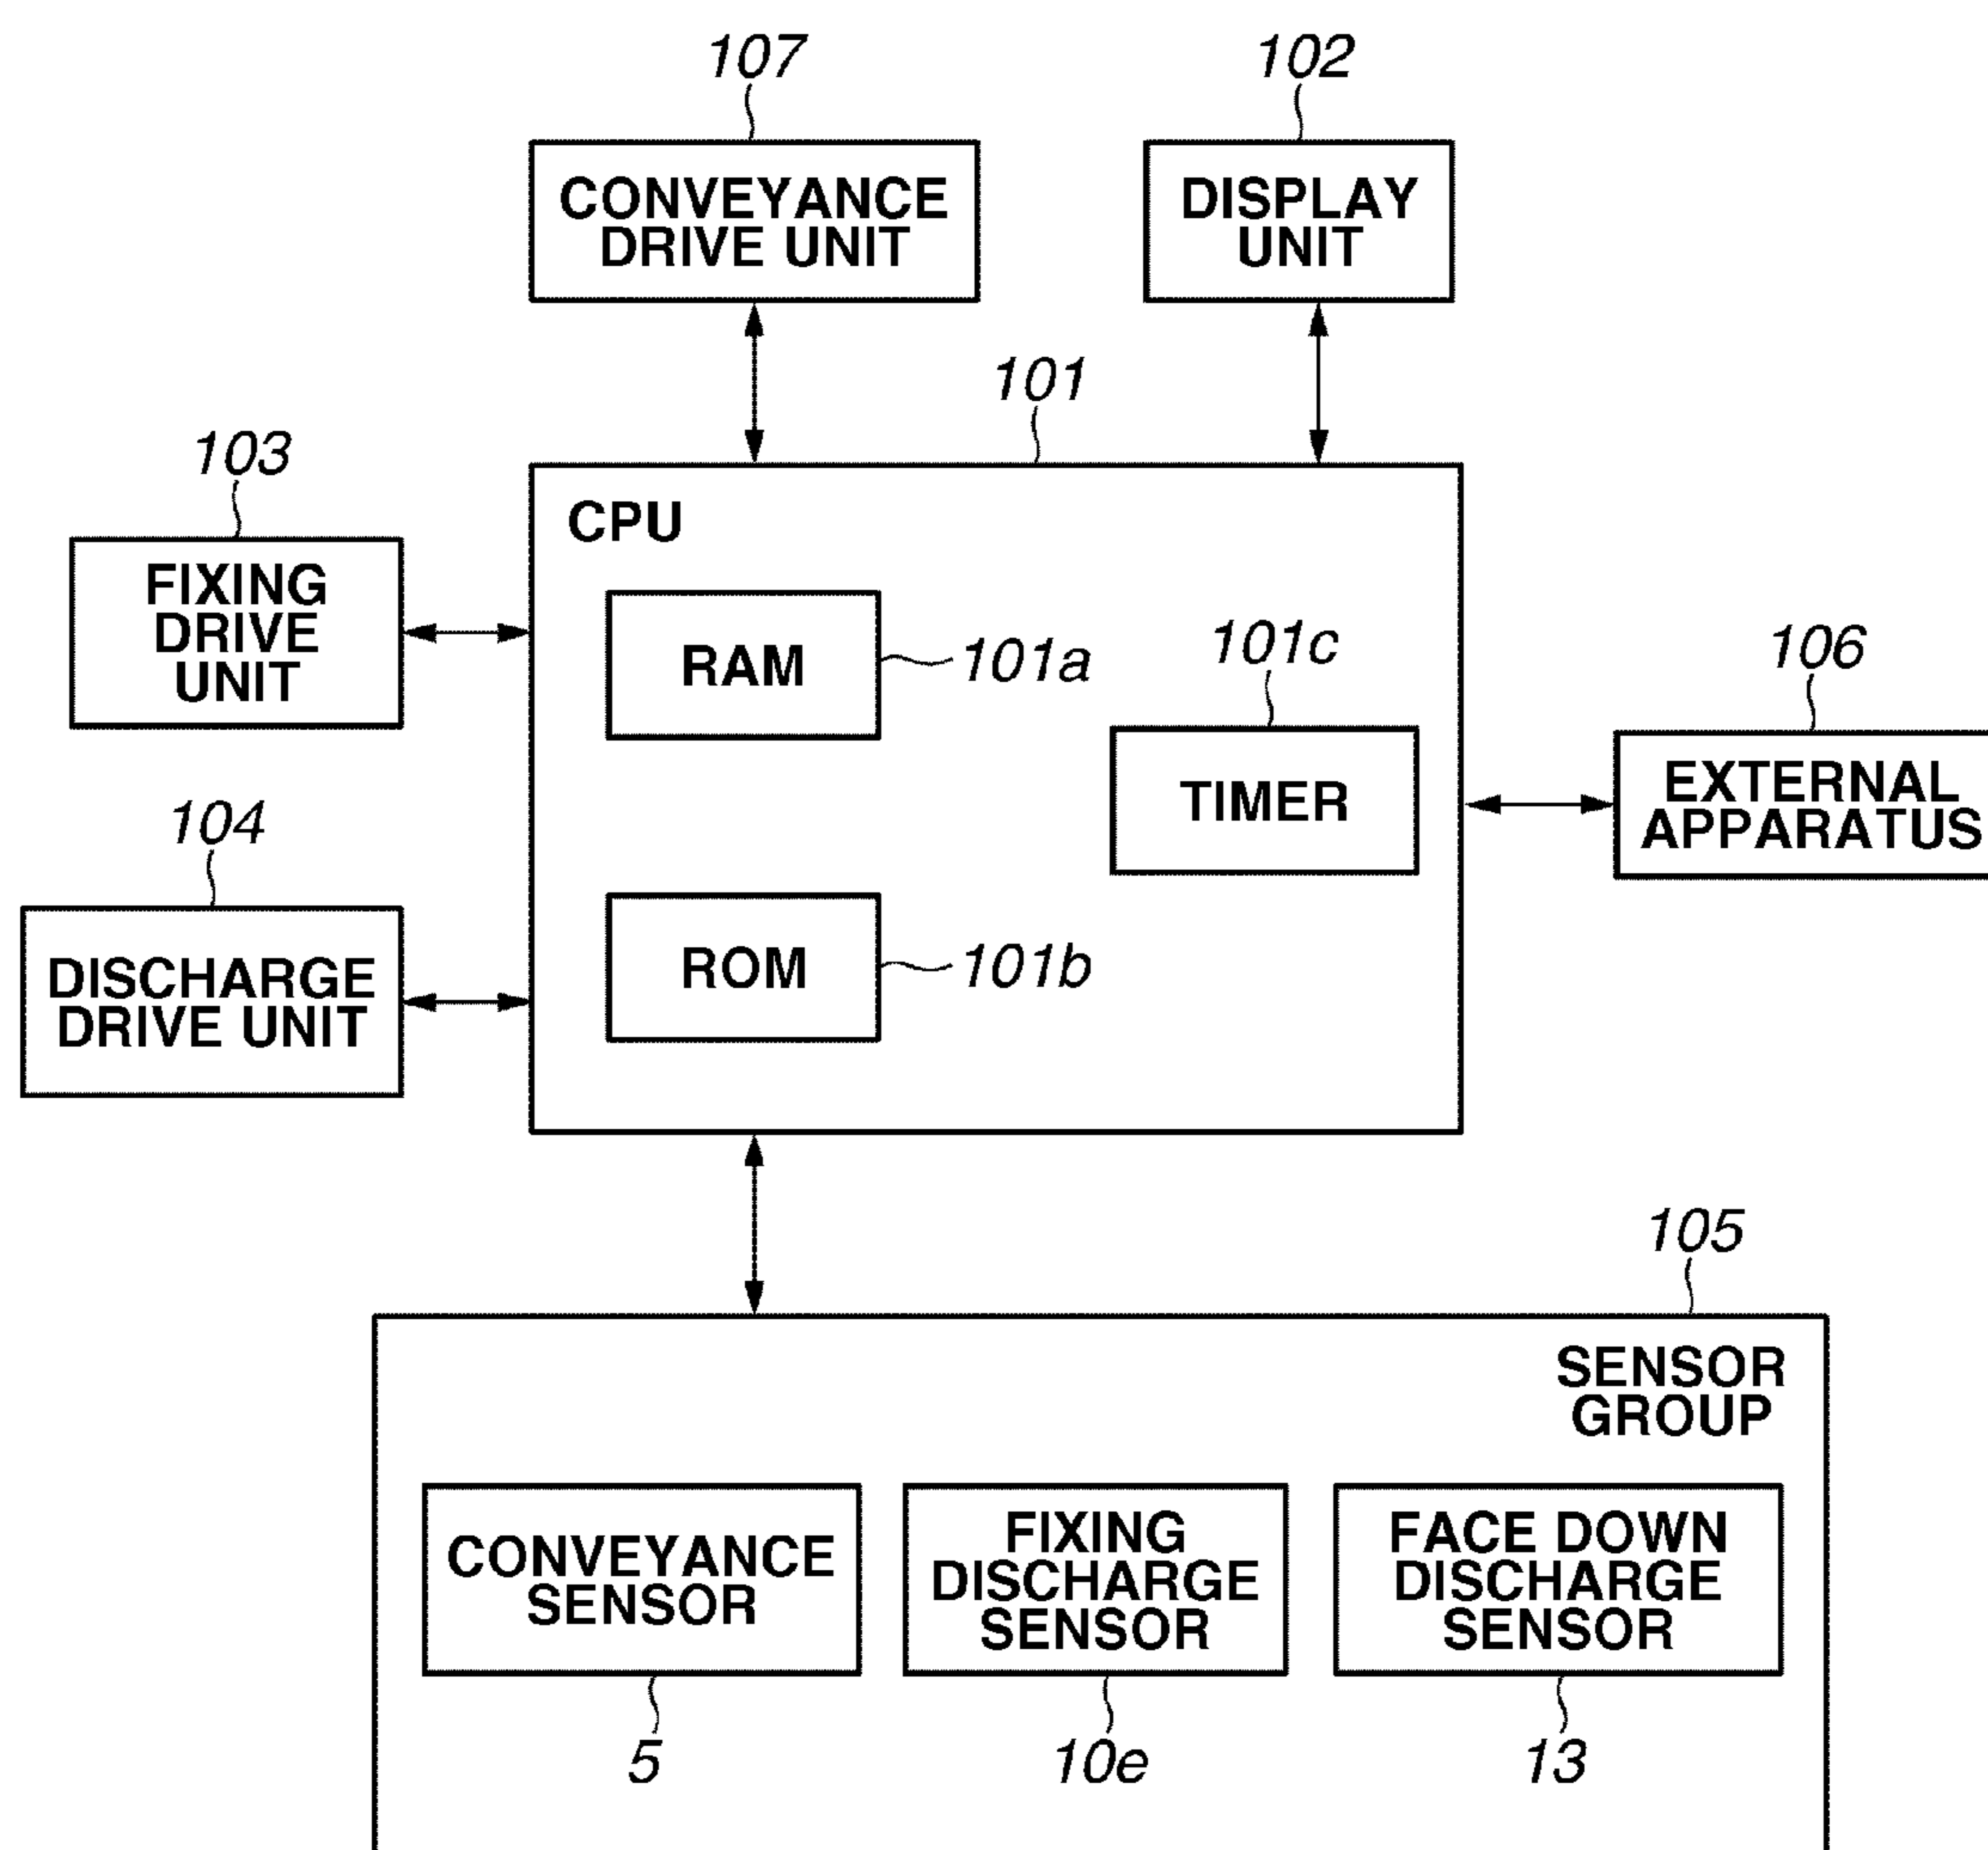 107
102
CONVEYANCE
DRIVE UNIT
DISPLAY
UNIT
101
103
CPU
FIXING
DRIVE
UNIT
RAM
101a
101c
106
TIMER
EXTERNAL
APPARATUS
104
DISCHARGE
DRIVE UNIT
ROM
101b
105
SENSOR
GROUP
CONVEYANCE
SENSOR
FIXING
DISCHARGE
SENSOR
FACE DOWN
DISCHARGE
SENSOR
5
10e
13